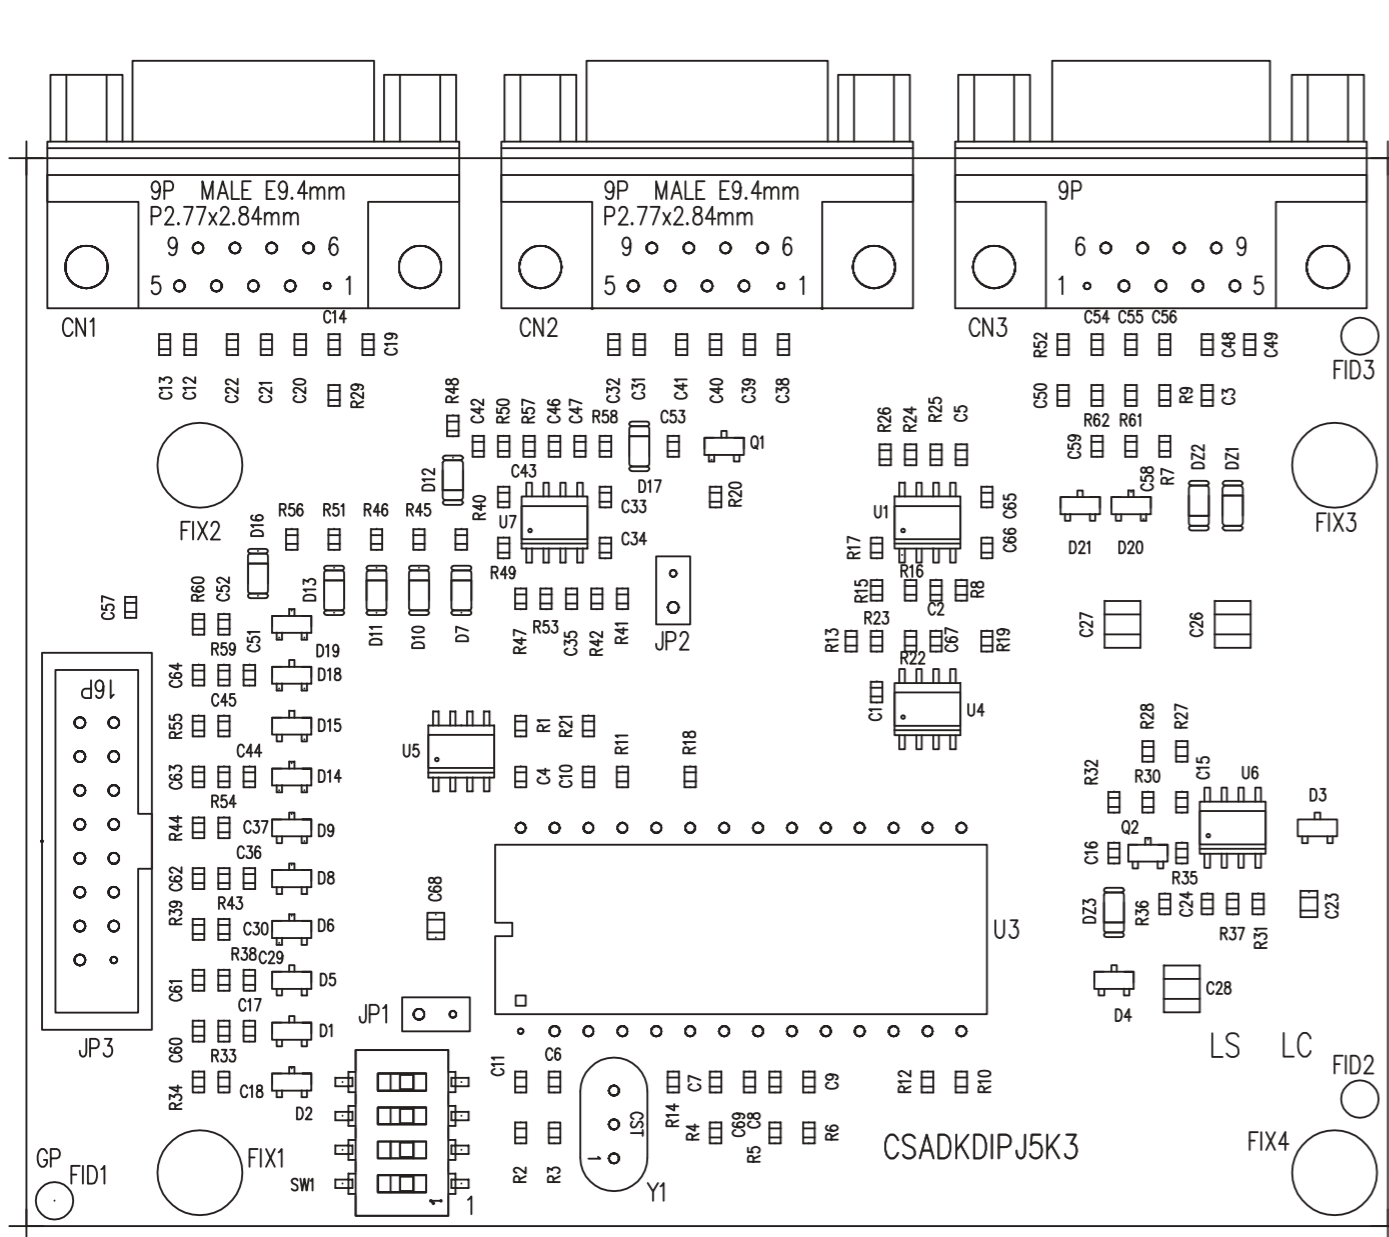 9P MALE E9.4mm
P2.77x2.84mm
9 6
5 1
CN1
9P MALE E9.4mm
P2.77x2.84mm
9 6
5 1
CN2
9P
6 9
1 5
CN3
C14
C19
C13 C12 C22 C21 C20
R29
C32 C31 C41 C40 C39 C38
R52
C54 C55 C56
C48 C49
FID3
C50
R62 R61
R9 C3
R48
C42 R50 R57 C46 C47 R58
C53
Q1
R26 R24 R25 C5
C59
C58 R7
DZ2 DZ1
D12
C43
D17
R20
R40
U7
C33
C34
R49
U1
C65
C66
R17
D21 D20
FIX3
FIX2
D16
R56 R51 R46 R45
D13 D11 D10 D7
R47 R53 C35 R42 R41
JP2
R16
R15
C2
R8
R13
R23
R22
C67
R19
C27 C26
C57
R60 C52
R59
C51
D19
C64
D18
C45
R55
D15
C44
C63
D14
R54
R44
C37
D9
C36
C62
D8
R43
R39
C30
D6
R38 C29
C61
D5
C17
C60
D1
R33
R34
C18
D2
16P
JP3
U5
R1 R21
C4 C10
R11 R18
C1
U4
R28 R27
R32
R30
C15
U6
D3
Q2
C16
R35
DZ3
R36
C24
R37
R31
C23
D4
C28
C68
U3
JP1
C11
C6
R2 R3
CST
1
Y1
R14
C7
R4
C69 C8
R5
C9
R6
R12 R10
LS LC
FID2
FIX4
CSADKDIPJ5K3
GP
FID1
FIX1
SW1
1
1